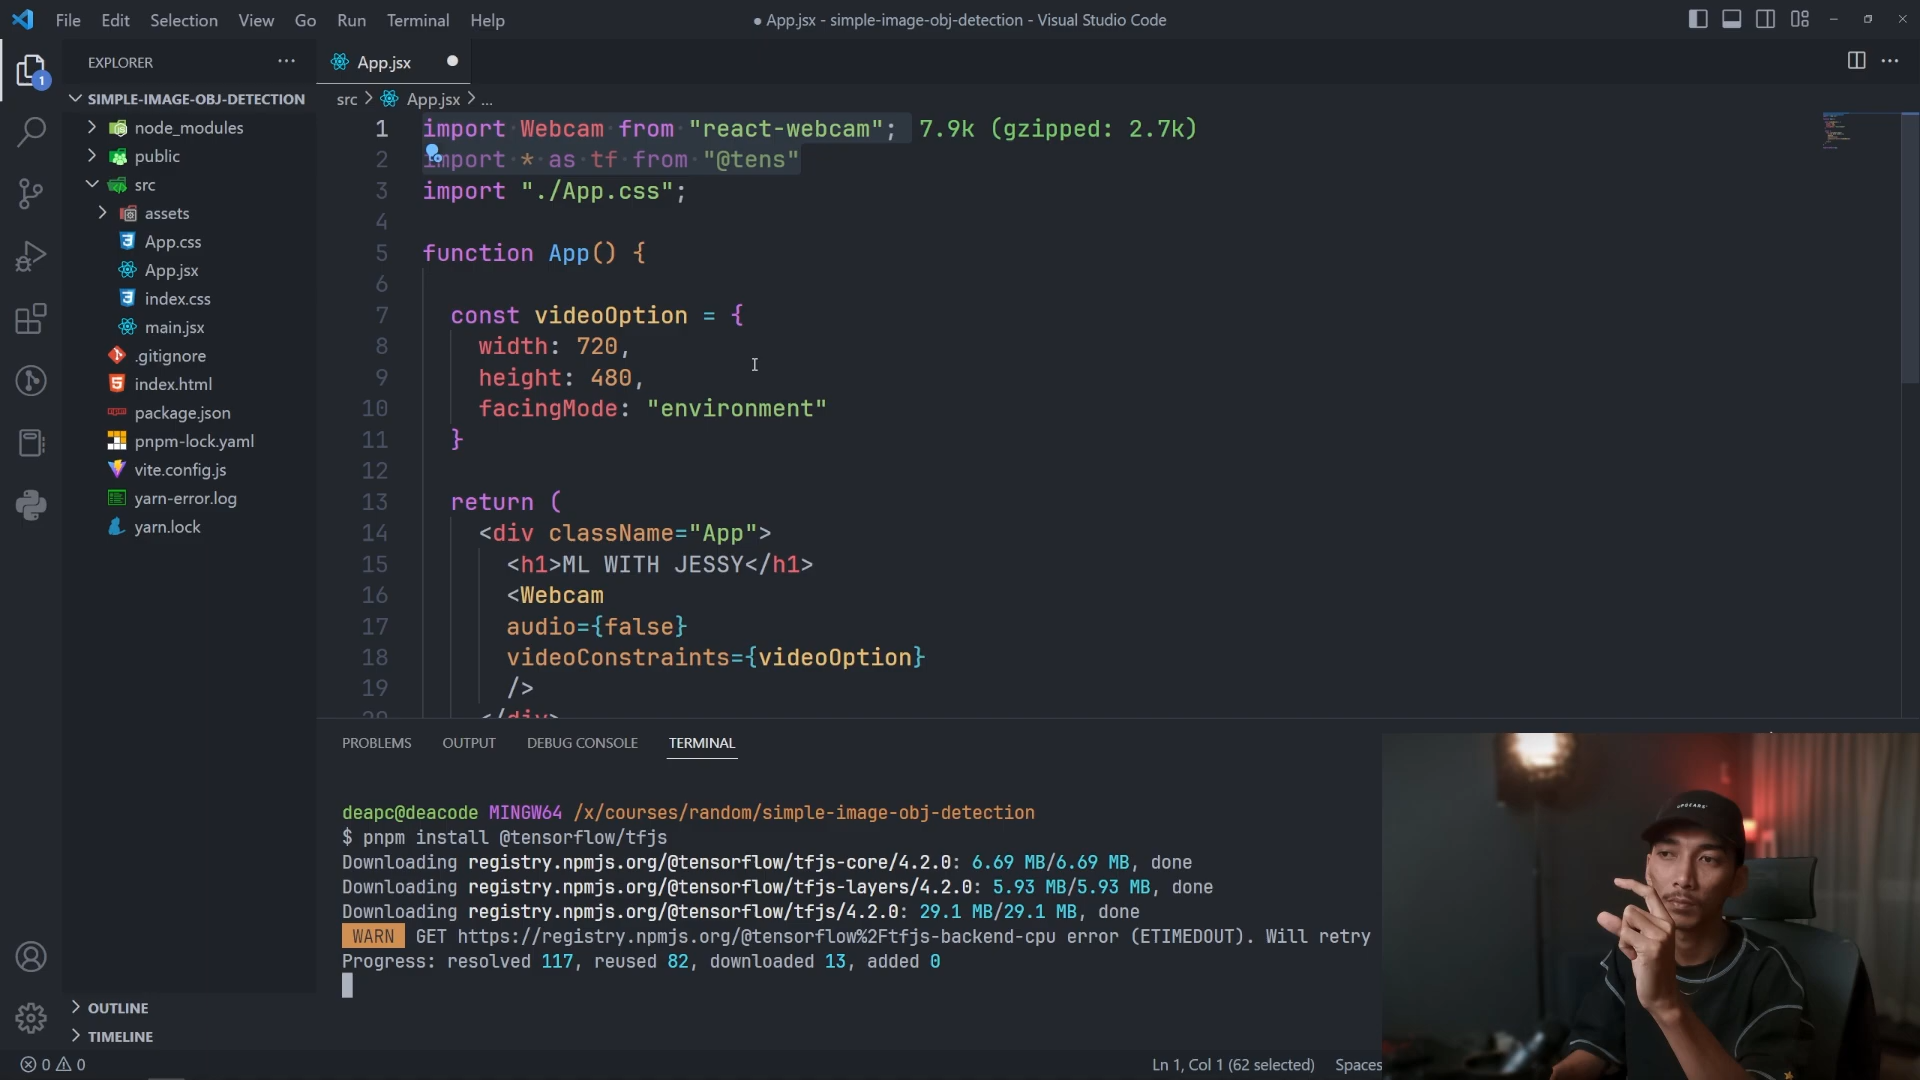 File Edit Selection View Go Run Terminal Help
● App.jsx - simple-image-obj-detection - Visual Studio Code
EXPLORER
SIMPLE-IMAGE-OBJ-DETECTION
node_modules
public
src
assets
App.css
App.jsx
index.css
main.jsx
.gitignore
index.html
package.json
pnpm-lock.yaml
vite.config.js
yarn-error.log
yarn.lock
OUTLINE
TIMELINE
1
App.jsx
src > App.jsx > ...
1 import Webcam from "react-webcam"; 7.9k (gzipped: 2.7k)
2 import * as tf from "@tens"
3 import "./App.css";
4
5 function App() {
6
7 const videoOption = {
8 width: 720,
9 height: 480,
10 facingMode: "environment"
11 }
12
13 return (
14 <div className="App">
15 <h1>ML WITH JESSY</h1>
16 <Webcam
17 audio={false}
18 videoConstraints={videoOption}
19 />
20 </div>
PROBLEMS OUTPUT DEBUG CONSOLE TERMINAL
deapc@deacode MINGW64 /x/courses/random/simple-image-obj-detection
$ pnpm install @tensorflow/tfjs
Downloading registry.npmjs.org/@tensorflow/tfjs-core/4.2.0: 6.69 MB/6.69 MB, done
Downloading registry.npmjs.org/@tensorflow/tfjs-layers/4.2.0: 5.93 MB/5.93 MB, done
Downloading registry.npmjs.org/@tensorflow/tfjs/4.2.0: 29.1 MB/29.1 MB, done
WARN GET https://registry.npmjs.org/@tensorflow%2Ftfjs-backend-cpu error (ETIMEDOUT). Will retry
Progress: resolved 117, reused 82, downloaded 13, added 0
0 0
Ln 1, Col 1 (62 selected) Spaces